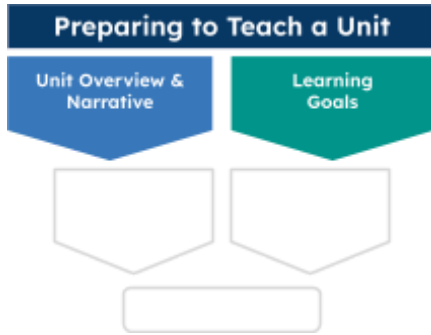 Preparing to Teach a Unit
Unit Overview &
Narrative
Learning
Goals